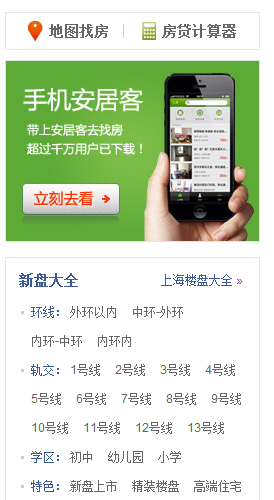 地图找房 房贷计算器
手机安居客
带上安居客去找房
超过千万用户已下载！
立刻去看
新盘大全 上海楼盘大全 »
环线： 外环以内 中环-外环
内环-中环 内环内
轨交： 1号线 2号线 3号线 4号线
5号线 6号线 7号线 8号线 9号线
10号线 11号线 12号线 13号线
学区： 初中 幼儿园 小学
特色： 新盘上市 精装楼盘 高端住宅